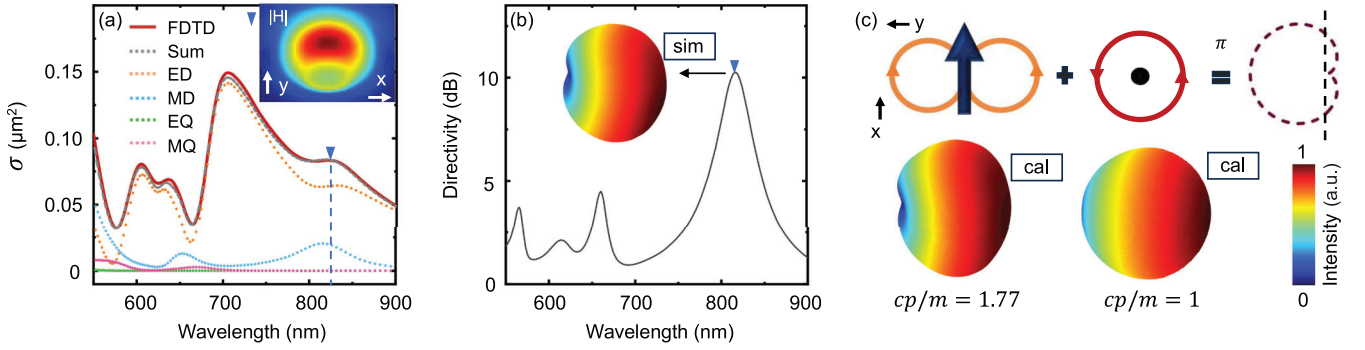 (a)
FDTD
Sum
ED
MD
EQ
MQ
|H|
y
x
0.15
0.10
0.05
0
σ (μm²)
600
700
800
900
Wavelength (nm)
(b)
sim
10
5
0
Directivity (dB)
600
700
800
900
Wavelength (nm)
(c)
y
x
+
π
=
cal
cp/m = 1.77
cal
cp/m = 1
1
0
Intensity (a.u.)